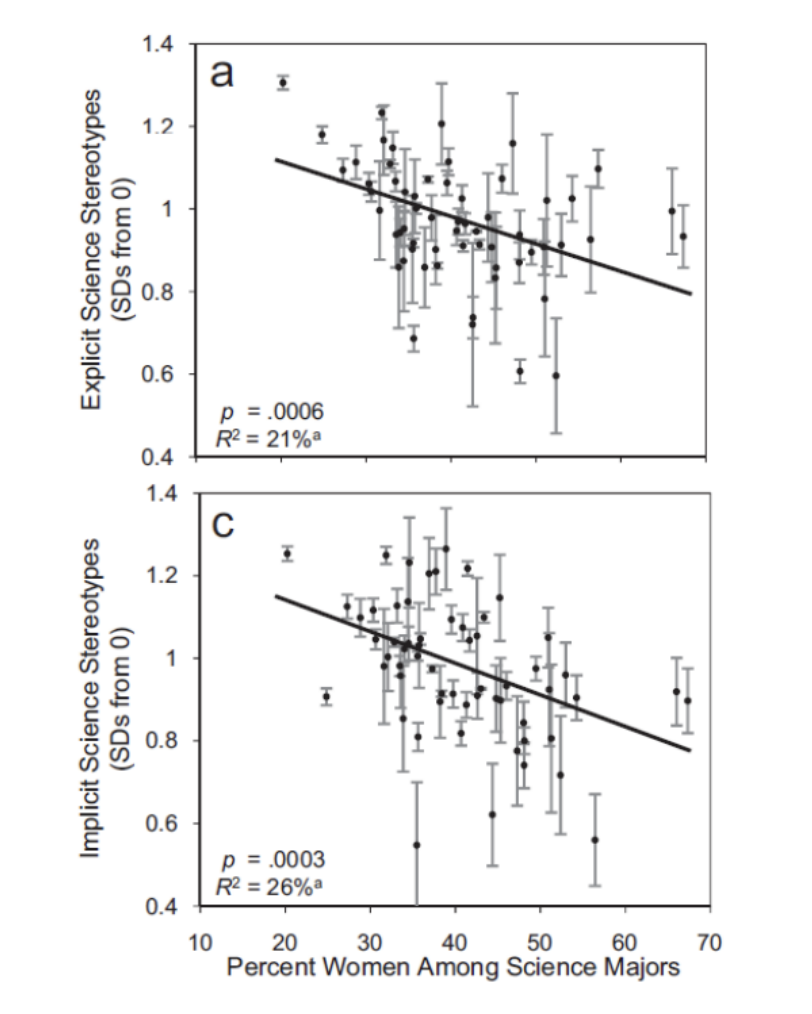 1.4
a
1.2
1
0.8
0.6
0.4
Explicit Science Stereotypes
(SDs from 0)
p = .0006
R² = 21%ᵃ
1.4
c
1.2
1
0.8
0.6
0.4
Implicit Science Stereotypes
(SDs from 0)
p = .0003
R² = 26%ᵃ
10 20 30 40 50 60 70
Percent Women Among Science Majors